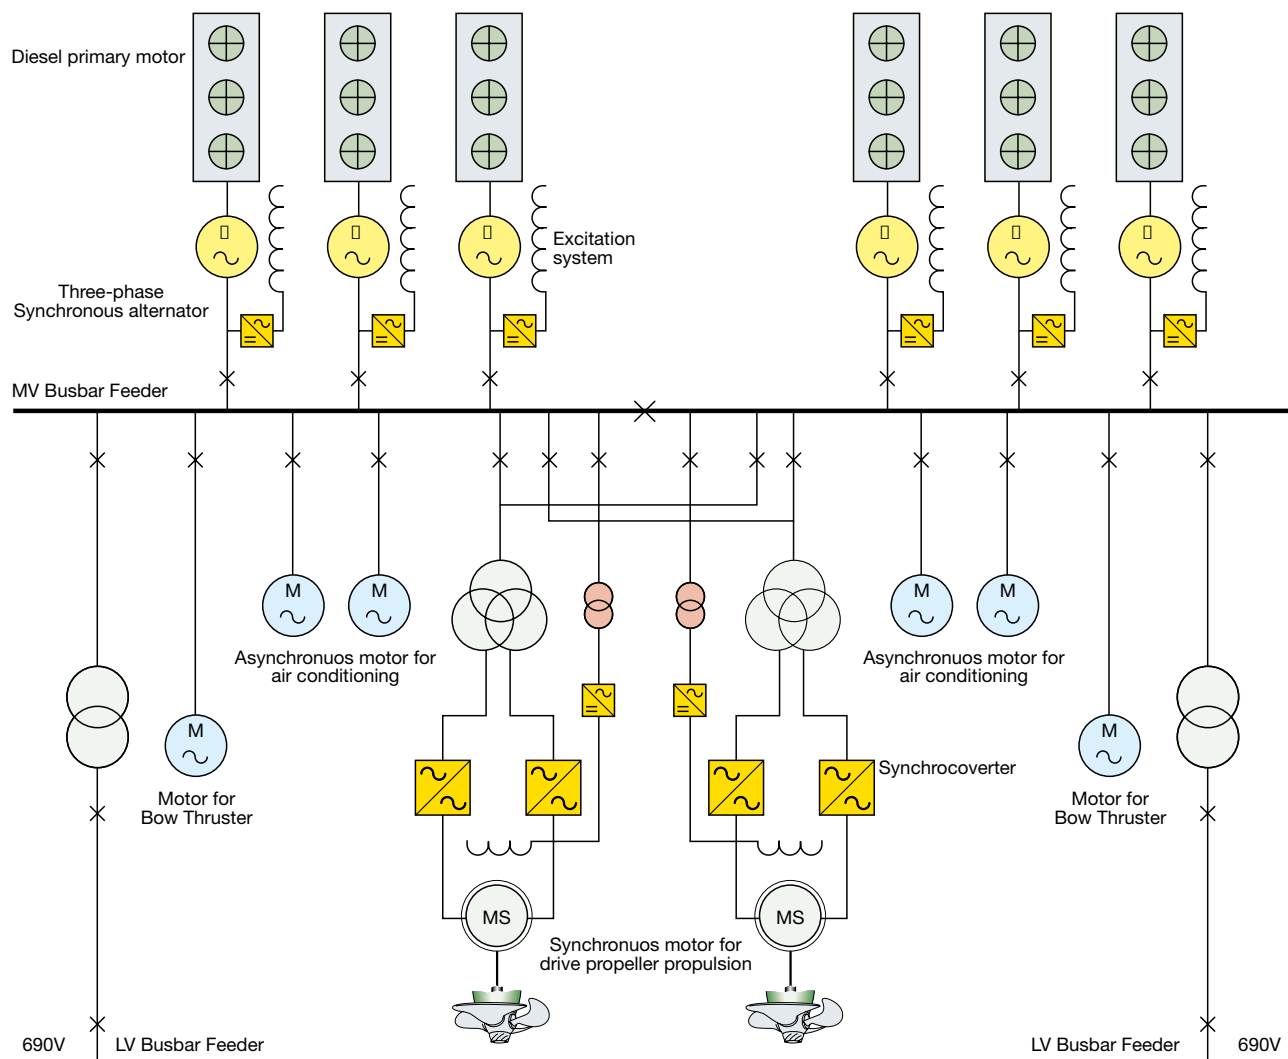 Diesel primary motor
Excitation
system
Three-phase
Synchronous alternator
MV Busbar Feeder
M
M
M
M
Asynchronuos motor for
air conditioning
Asynchronuos motor for
air conditioning
M
M
Synchrocoverter
Motor for
Bow Thruster
Motor for
Bow Thruster
MS
MS
Synchronuos motor for
drive propeller propulsion
690V
LV Busbar Feeder
LV Busbar Feeder
690V